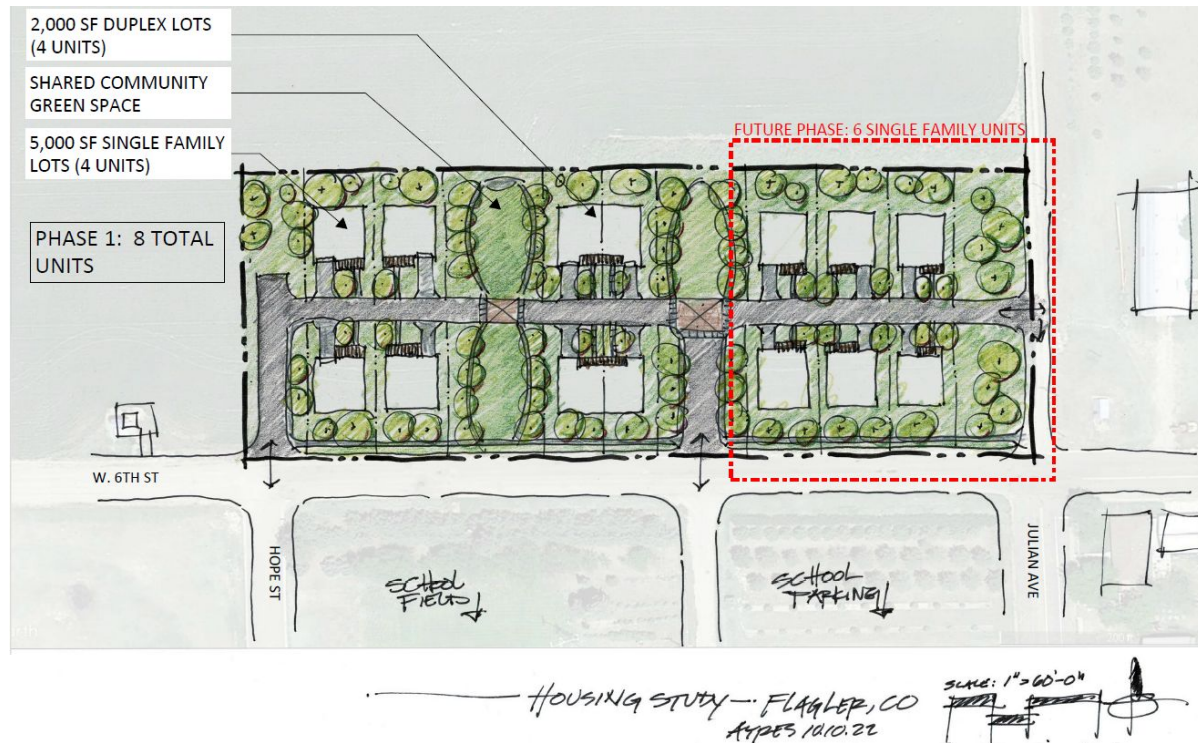 2,000 SF DUPLEX LOTS
(4 UNITS)
SHARED COMMUNITY
GREEN SPACE
5,000 SF SINGLE FAMILY
LOTS (4 UNITS)
PHASE 1: 8 TOTAL
UNITS
FUTURE PHASE: 6 SINGLE FAMILY UNITS
W. 6TH ST
HOPE ST
SCHOOL
FIELD
SCHOOL
PARKING
JULIAN AVE
HOUSING STUDY — FLAGLER, CO
AYRES 10.10.22
SCALE: 1"=60'-0"